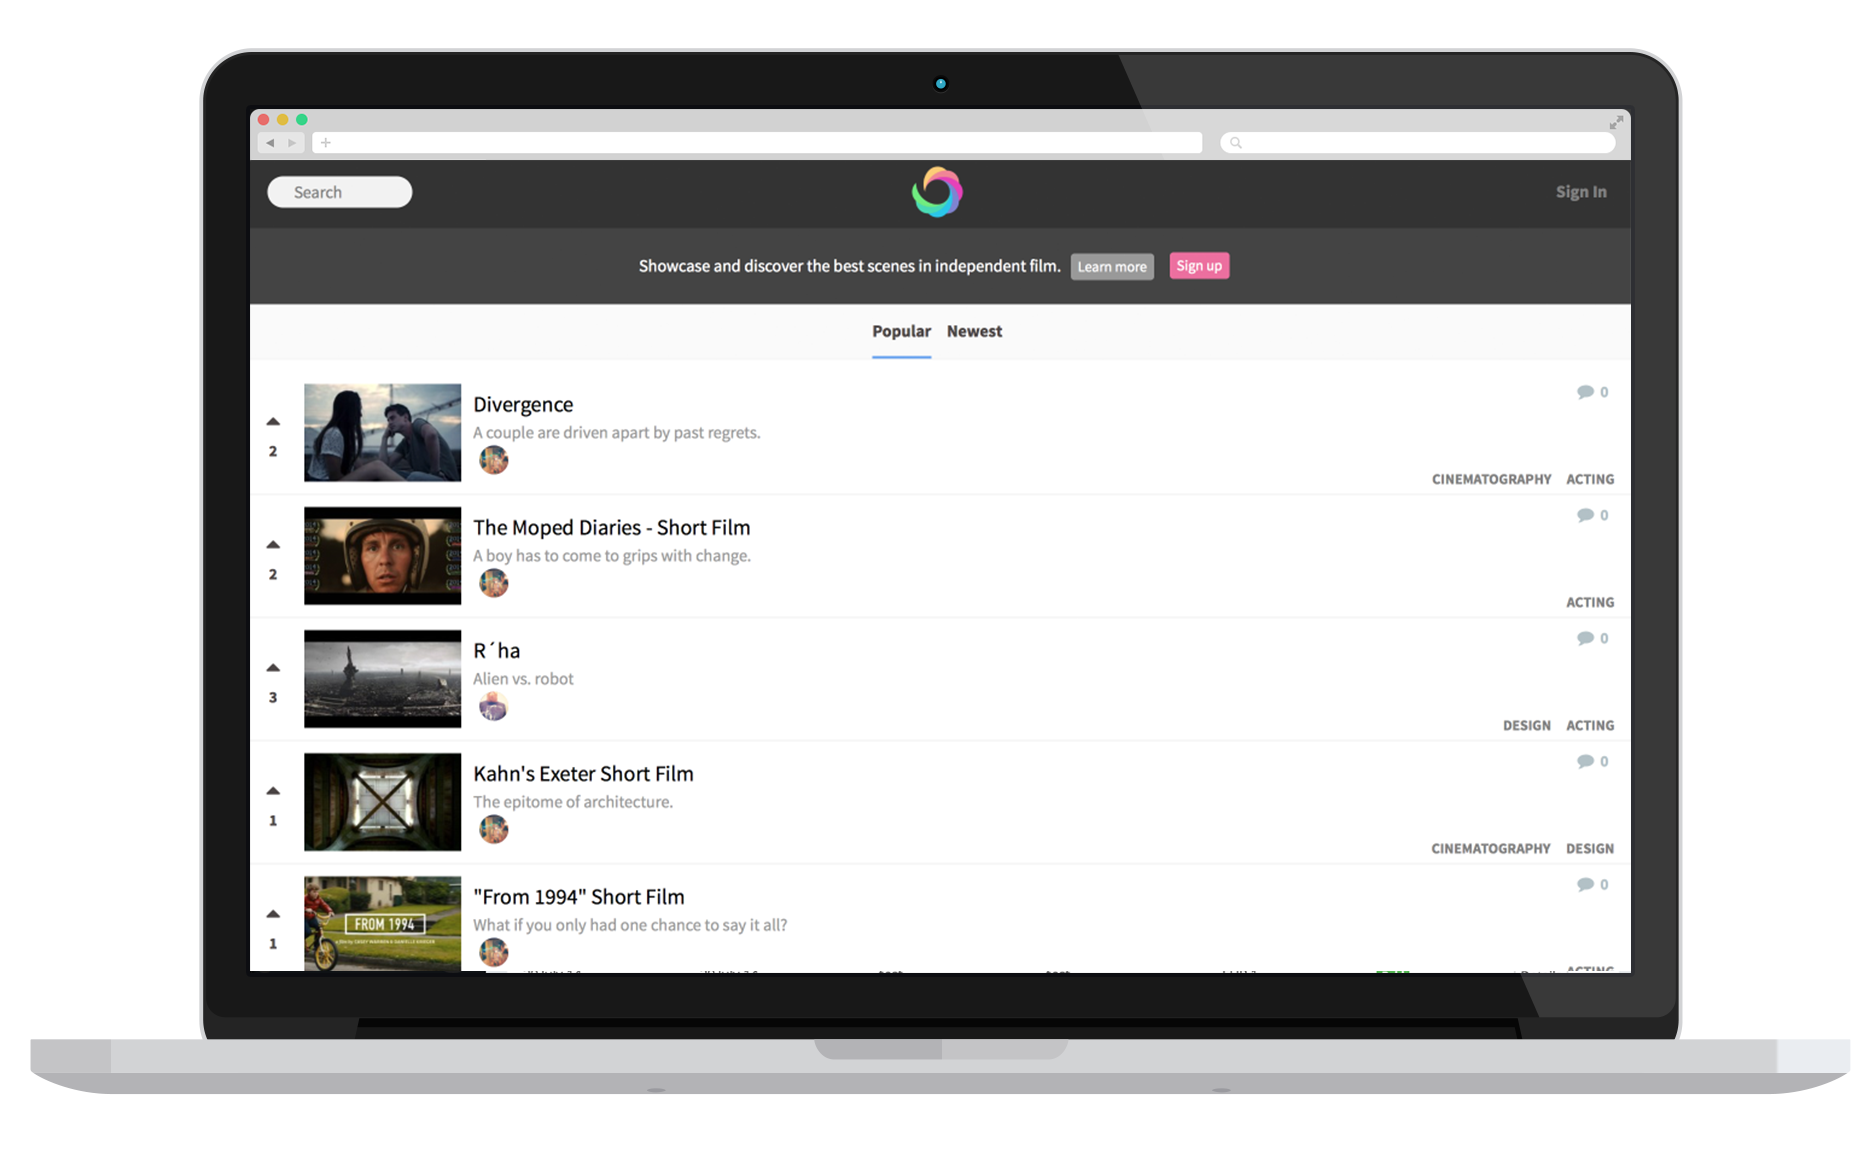 Search
Sign In
Showcase and discover the best scenes in independent film. Learn more Sign up
Popular Newest
Divergence
0
A couple are driven apart by past regrets.
2
CINEMATOGRAPHY ACTING
The Moped Diaries - Short Film
0
A boy has to come to grips with change.
2
ACTING
R´ha
0
Alien vs. robot
3
DESIGN ACTING
Kahn's Exeter Short Film
0
The epitome of architecture.
1
CINEMATOGRAPHY DESIGN
"From 1994" Short Film
0
FROM 1994
What if you only had one chance to say it all?
1
ACTING